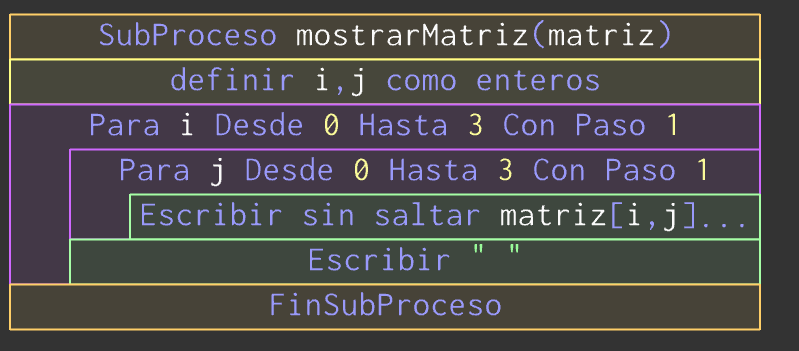 SubProceso mostrarMatriz(matriz)
definir i,j como enteros
Para i Desde 0 Hasta 3 Con Paso 1
Para j Desde 0 Hasta 3 Con Paso 1
Escribir sin saltar matriz[i,j]...
Escribir " "
FinSubProceso